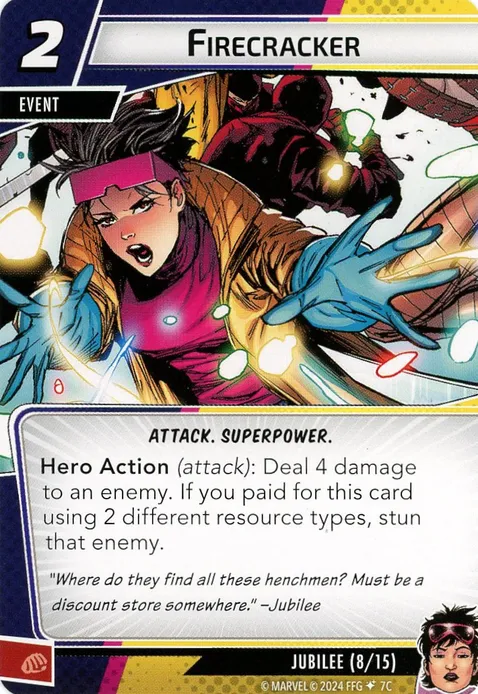 2
FIRECRACKER
EVENT
ATTACK. SUPERPOWER.
Hero Action (attack): Deal 4 damage
to an enemy. If you paid for this card
using 2 different resource types, stun
that enemy.
"Where do they find all these henchmen? Must be a
discount store somewhere." –Jubilee
JUBILEE (8/15)
© MARVEL © 2024 FFG 7C